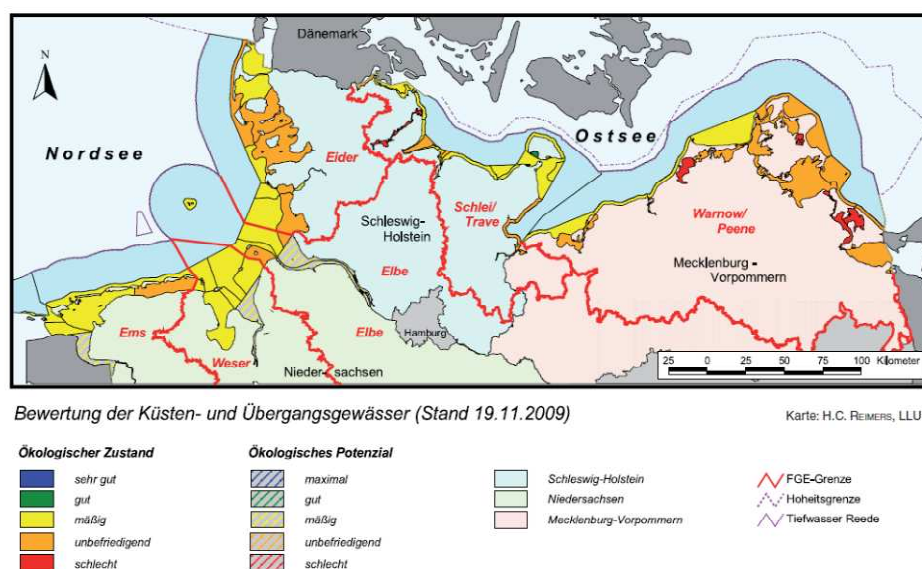 Dänemark
N
Nordsee
Ostsee
Eider
Schleswig-
Holstein
Schlei/
Trave
Warnow/
Peene
Mecklenburg-
Vorpommern
Elbe
Hamburg
Ems
Weser
Elbe
Nieder- sachsen
25 0 25 50 75 100 Kilometer
Bewertung der Küsten- und Übergangsgewässer (Stand 19.11.2009)
Karte: H.C. REIMERS, LLU
Ökologischer Zustand
sehr gut
gut
mäßig
unbefriedigend
schlecht
Ökologisches Potenzial
maximal
gut
mäßig
unbefriedigend
schlecht
Schleswig-Holstein
Niedersachsen
Mecklenburg-Vorpommern
FGE-Grenze
Hoheitsgrenze
Tiefwasser Reede